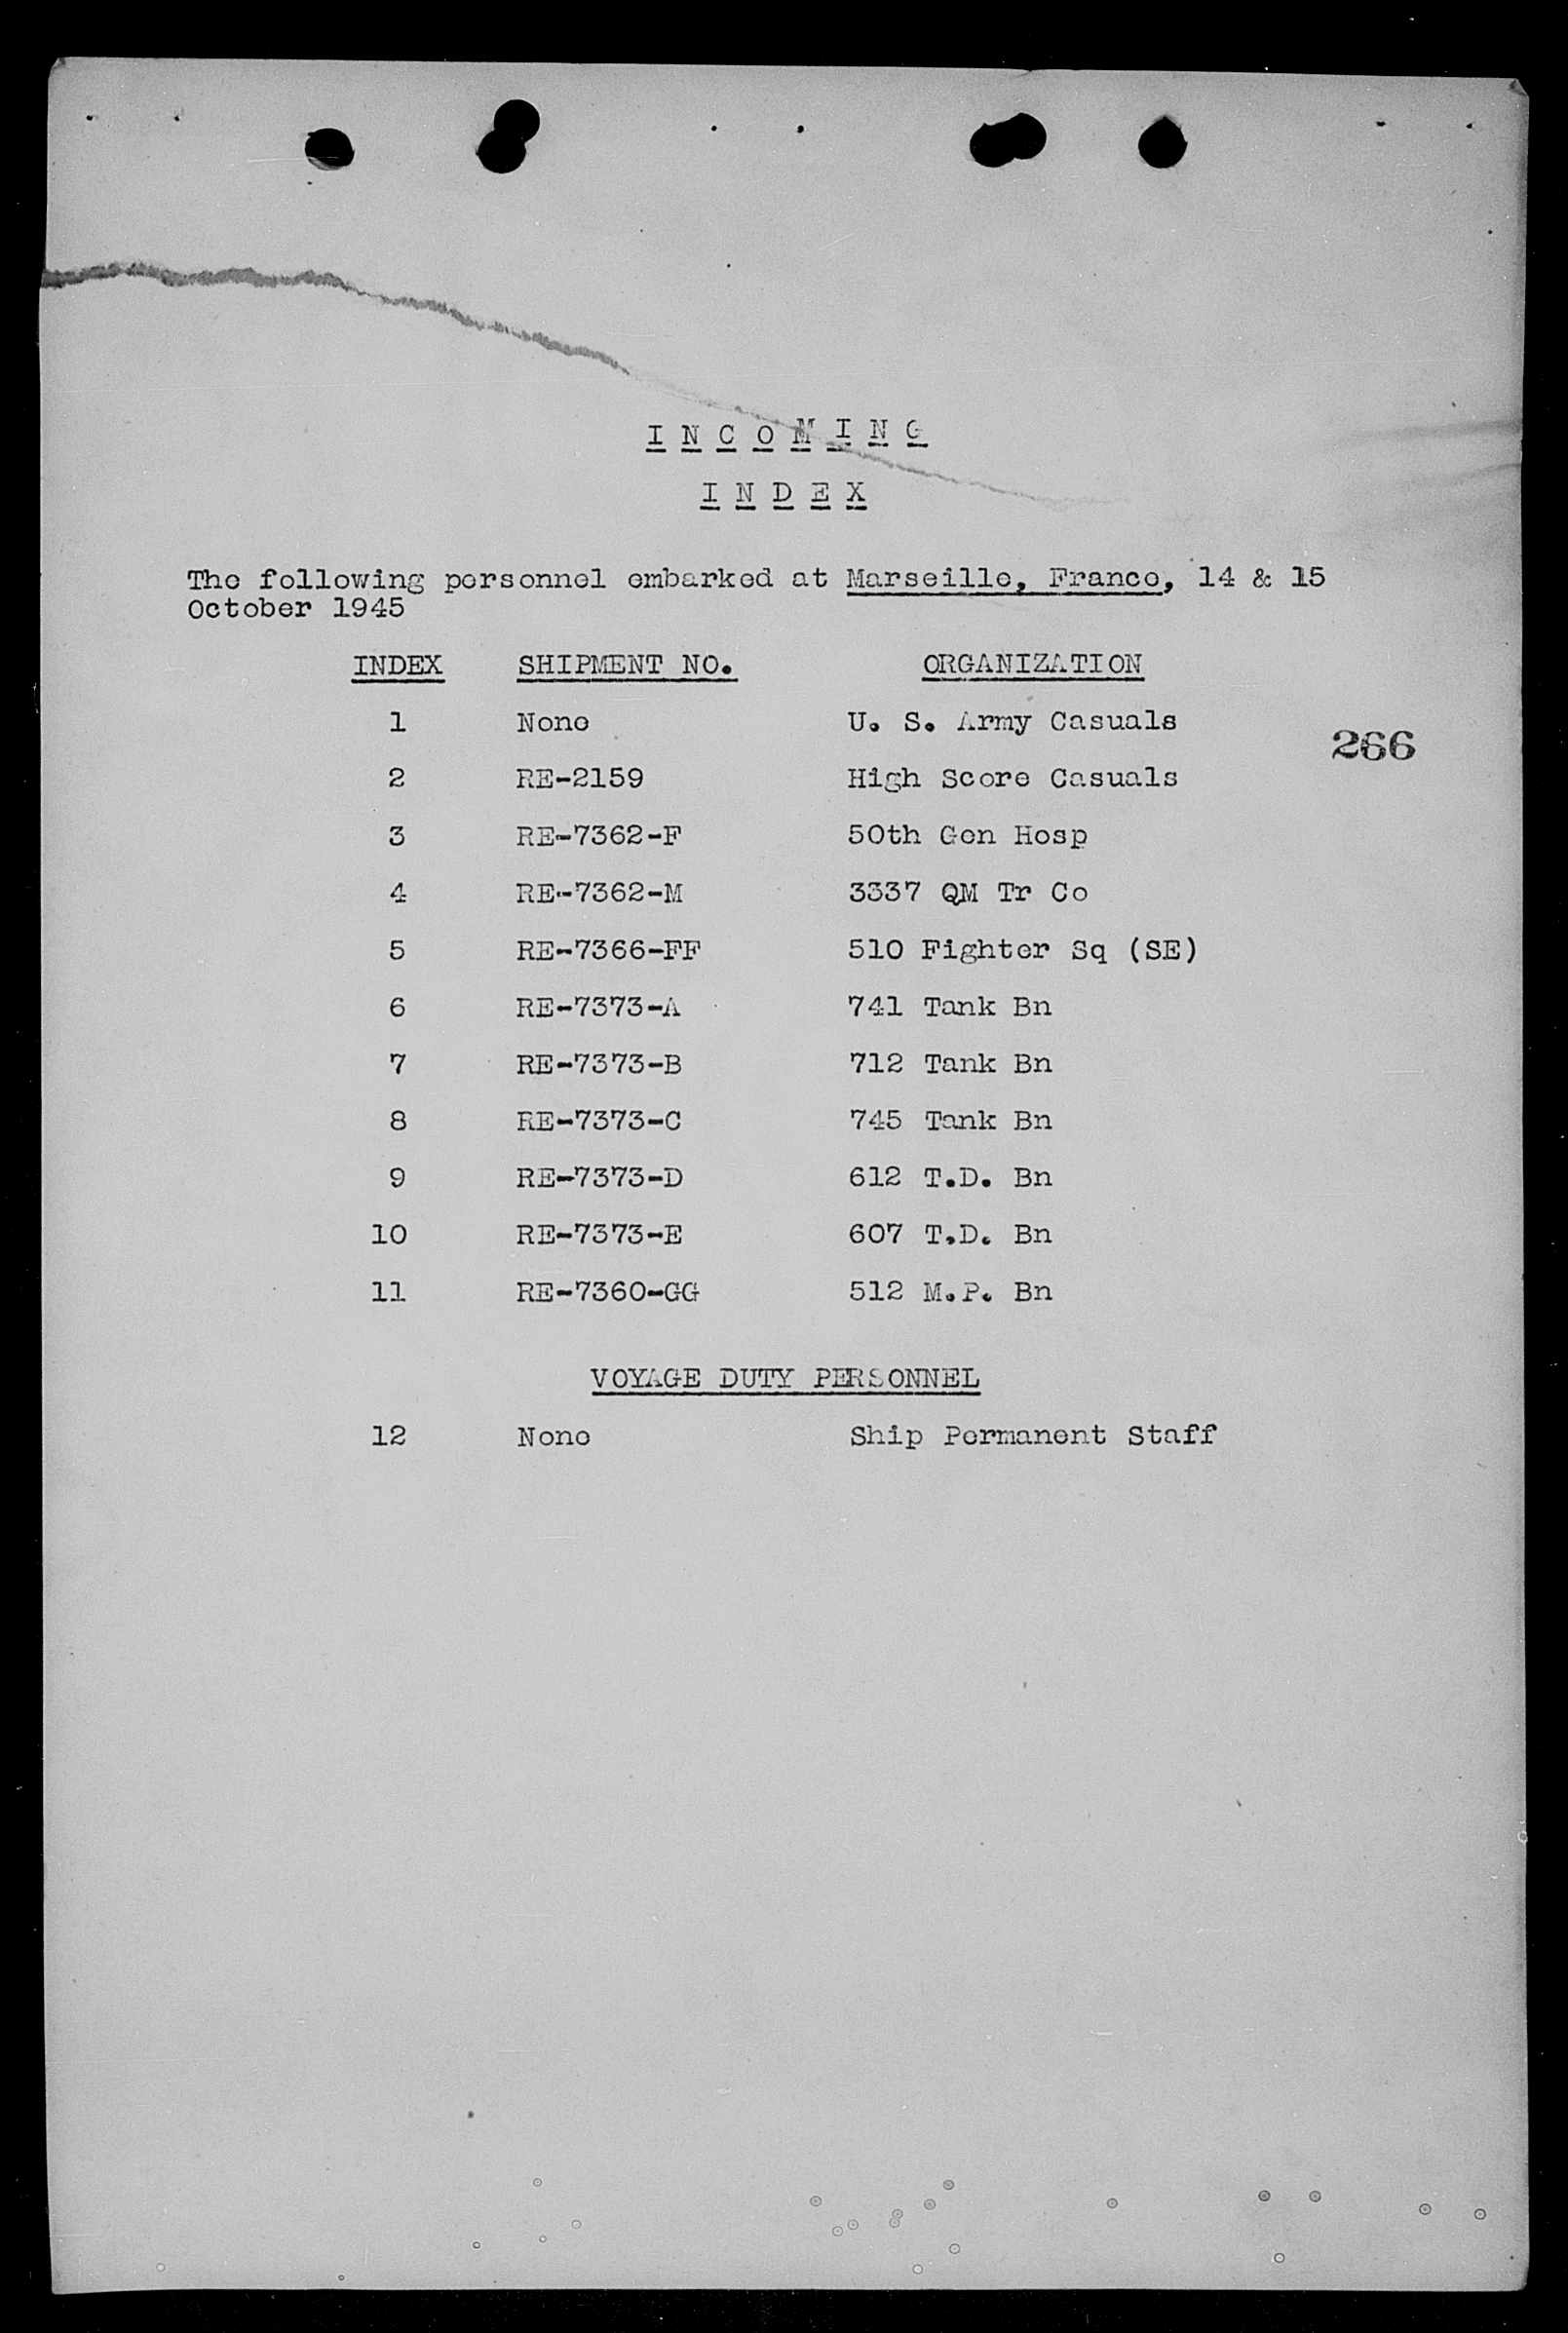 INCOMING
INDEX
The following personnel embarked at Marseille, France, 14 & 15
October 1945
INDEX SHIPMENT NO. ORGANIZATION
1 None U. S. Army Casuals
266
2 RE-2159 High Score Casuals
3 RE-7362-F 50th Gen Hosp
4 RE-7362-M 3337 QM Tr Co
5 RE-7366-FF 510 Fighter Sq (SE)
6 RE-7373-A 741 Tank Bn
7 RE-7373-B 712 Tank Bn
8 RE-7373-C 745 Tank Bn
9 RE-7373-D 612 T.D. Bn
10 RE-7373-E 607 T.D. Bn
11 RE-7360-GG 512 M.P. Bn
VOYAGE DUTY PERSONNEL
12 None Ship Permanent Staff